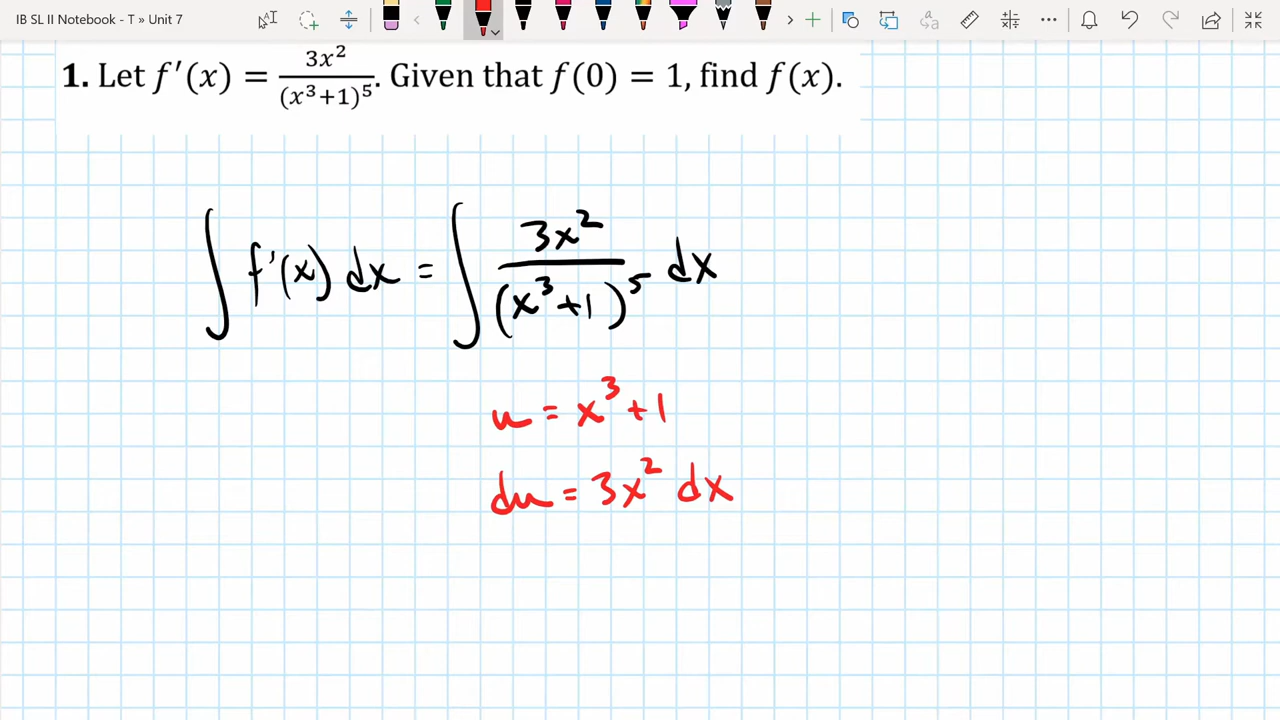 IB SL II Notebook - T » Unit 7
1. Let f′(x) = 3x²/(x³+1)⁵. Given that f(0) = 1, find f(x).
∫ f'(x) dx = ∫ 3x²/(x³+1)⁵ dx
u = x³+1
du = 3x² dx